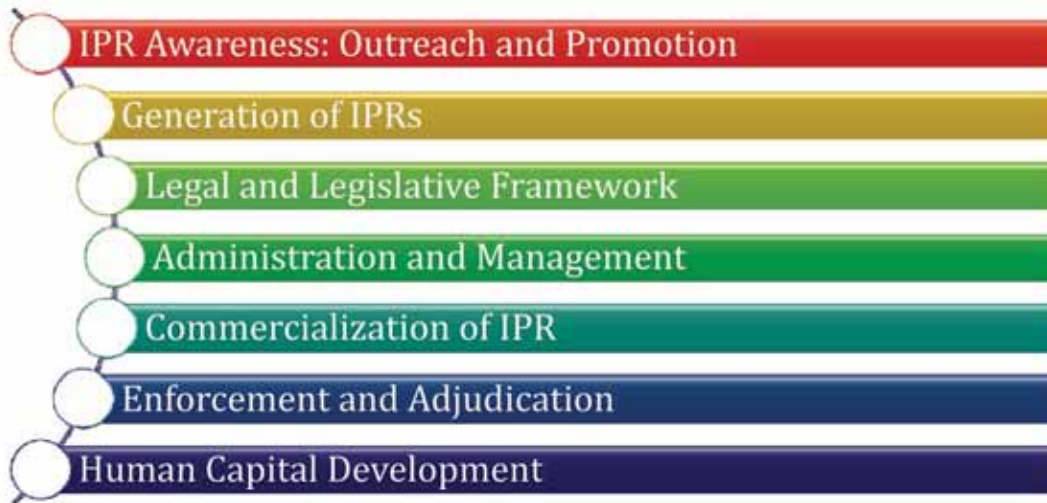 IPR Awareness: Outreach and Promotion
Generation of IPRs
Legal and Legislative Framework
Administration and Management
Commercialization of IPR
Enforcement and Adjudication
Human Capital Development